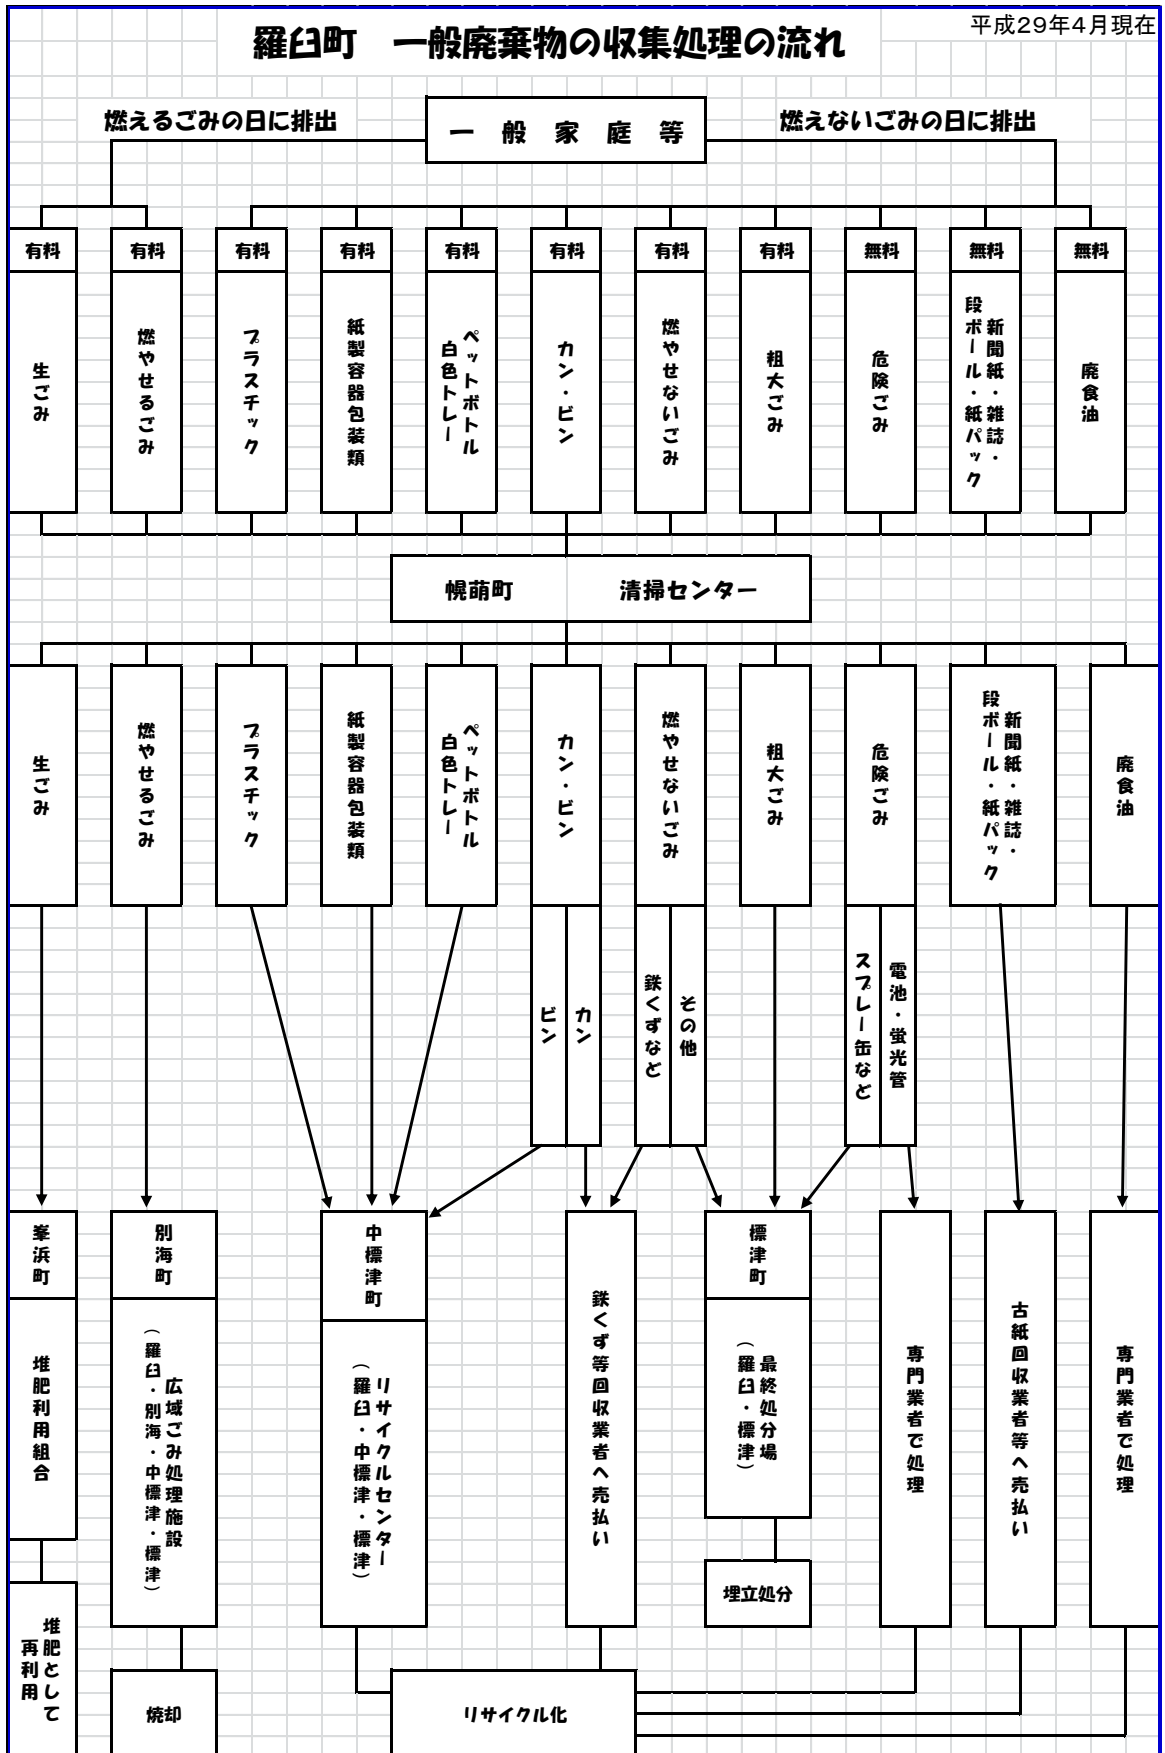 羅臼町　一般廃棄物の収集処理の流れ
平成29年4月現在
燃えるごみの日に排出
一　般　家　庭　等
燃えないごみの日に排出
有料
有料
有料
有料
有料
有料
有料
有料
無料
無料
無料
生ごみ
燃やせるごみ
プラスチック
紙製容器包装類
ペットボトル
白色トレー
カン・ビン
燃やせないごみ
粗大ごみ
危険ごみ
新聞紙・雑誌・
段ボール・紙パック
廃食油
幌萌町　清掃センター
生ごみ
燃やせるごみ
プラスチック
紙製容器包装類
ペットボトル
白色トレー
カン・ビン
燃やせないごみ
粗大ごみ
危険ごみ
新聞紙・雑誌・
段ボール・紙パック
廃食油
ビン
カン
鉄くずなど
その他
スプレー缶など
電池・蛍光管
峯浜町
堆肥利用組合
別海町
広域ごみ処理施設
（羅臼・別海・中標津・標津）
中標津町
リサイクルセンター
（羅臼・中標津・標津）
鉄くず等回収業者へ売払い
標津町
最終処分場
（羅臼・標津）
専門業者で処理
古紙回収業者等へ売払い
専門業者で処理
埋立処分
堆肥として
再利用
焼却
リサイクル化